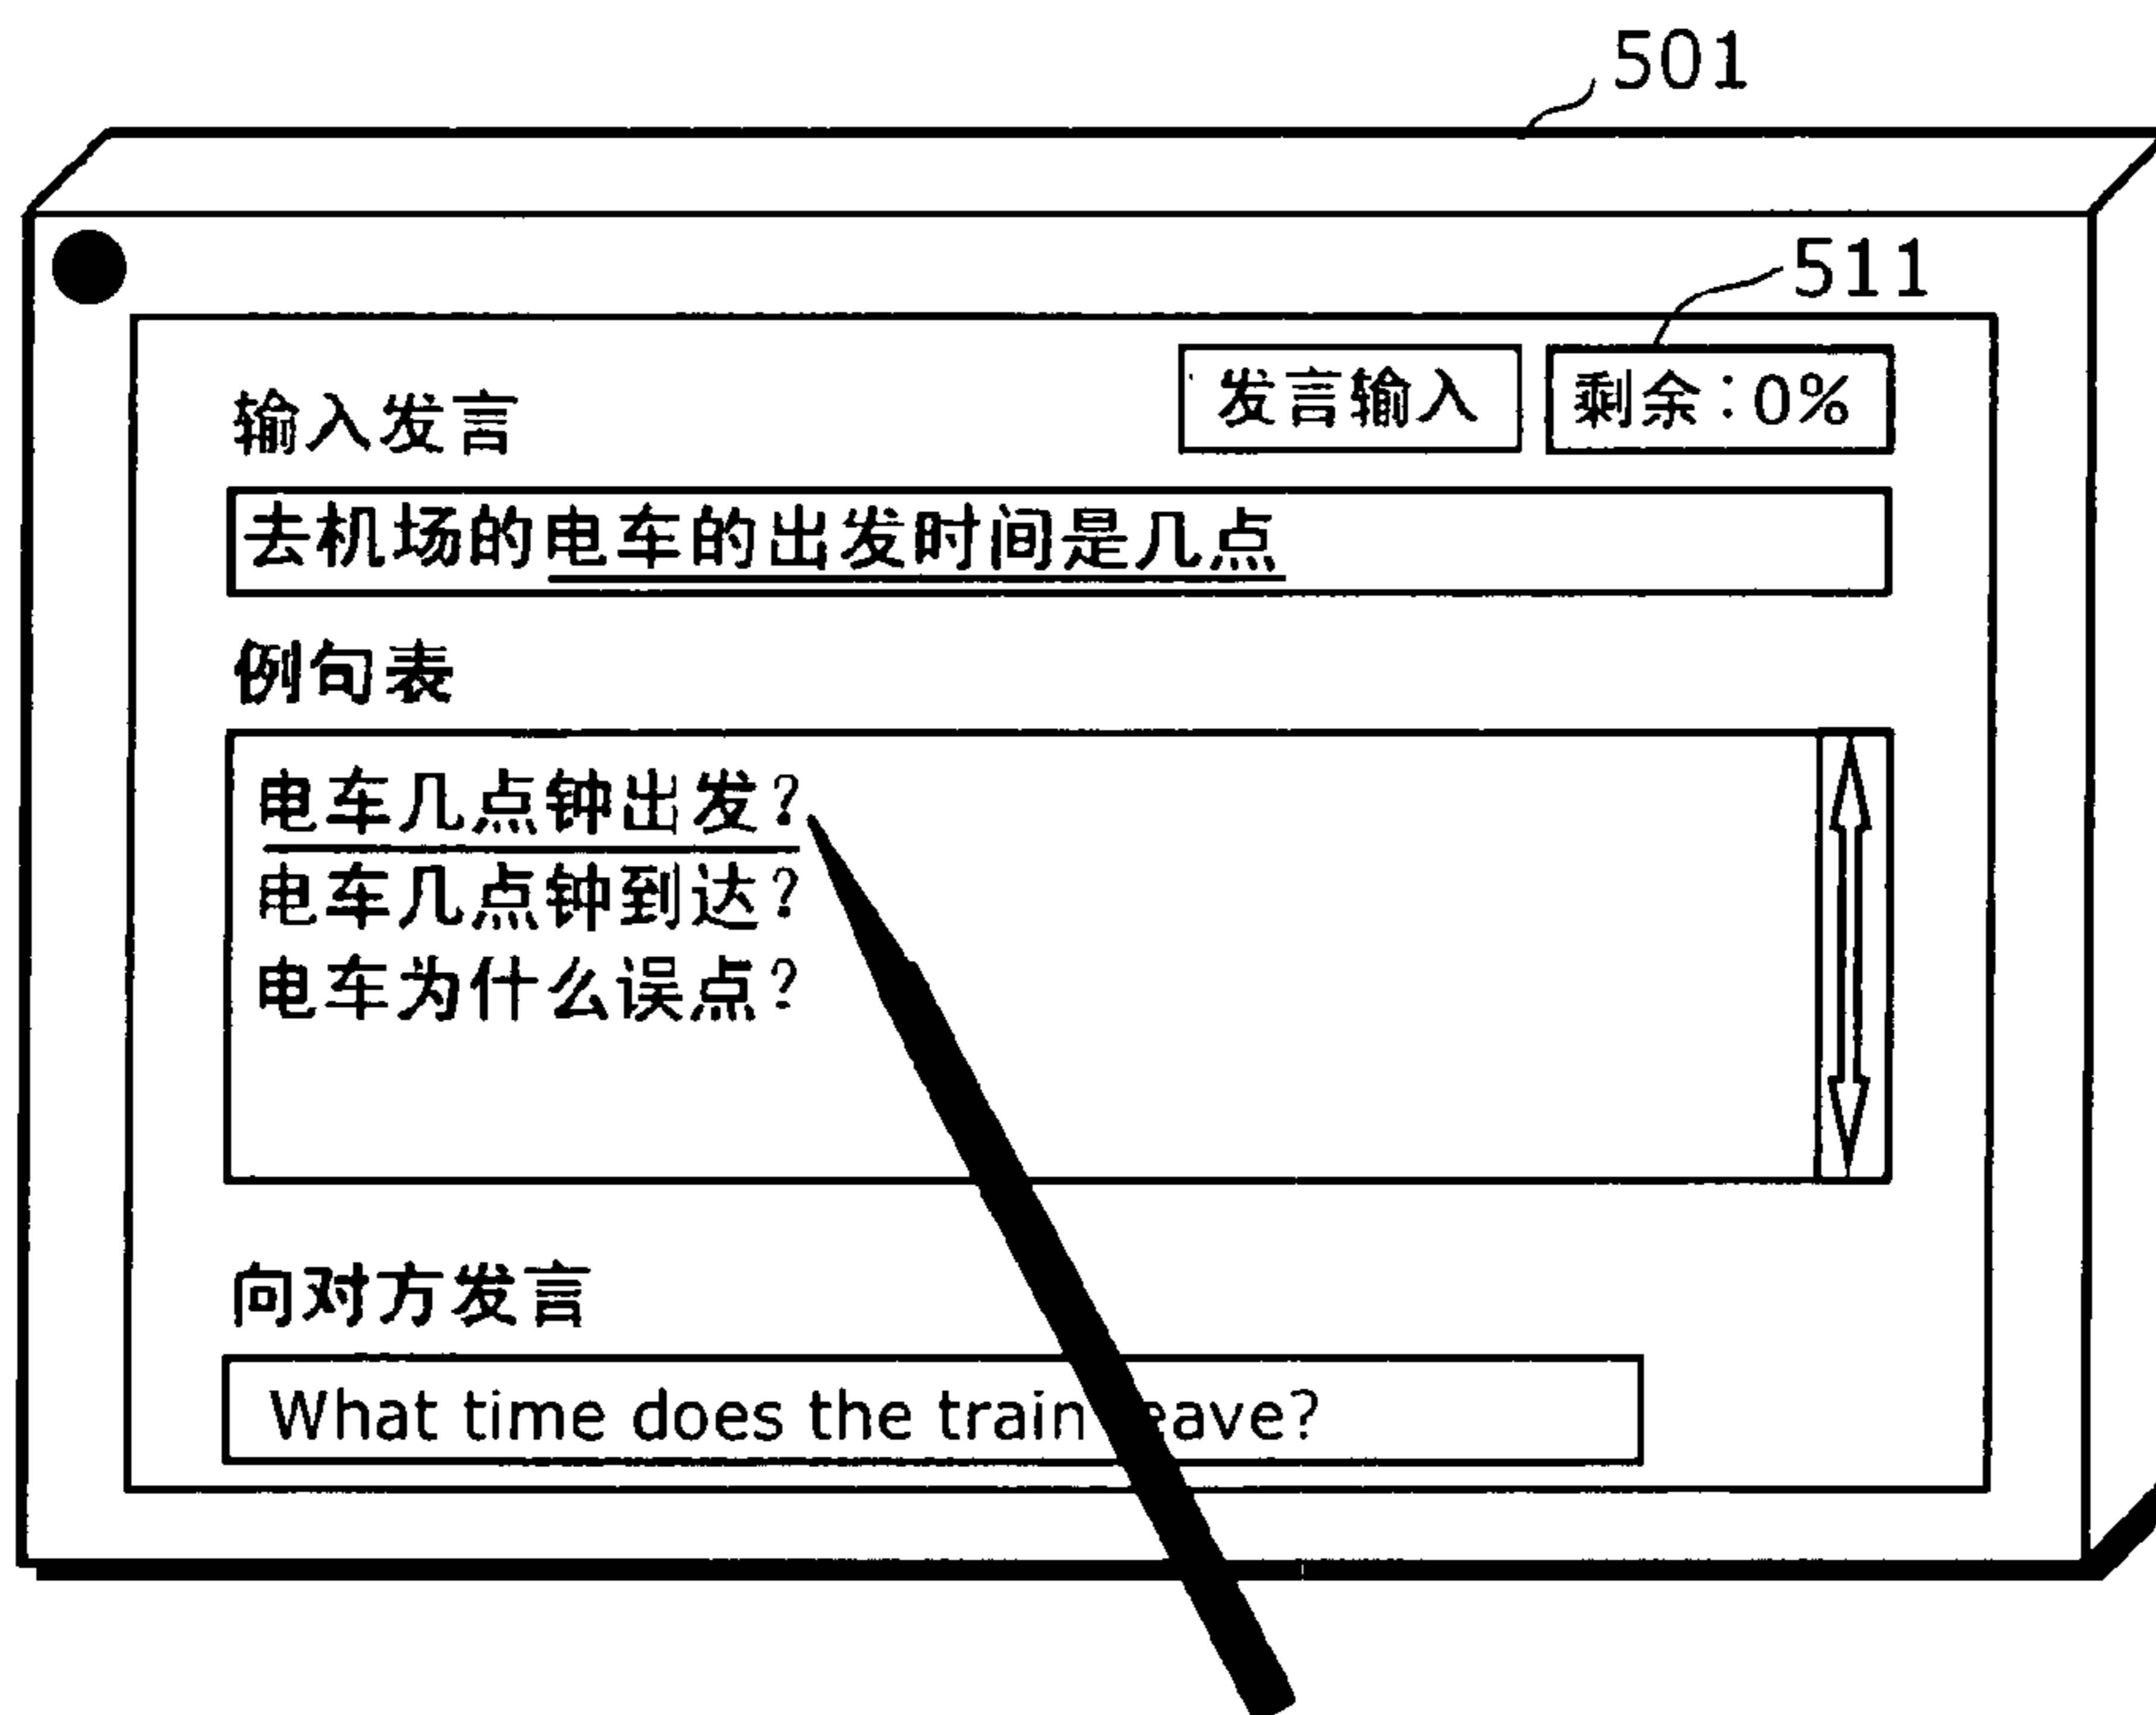 501
511
输入发言
发言输入
剩余：0%
去机场的电车的出发时间是几点
例句表
电车几点钟出发？
电车几点钟到达？
电车为什么误点？
向对方发言
What time does the train eave?